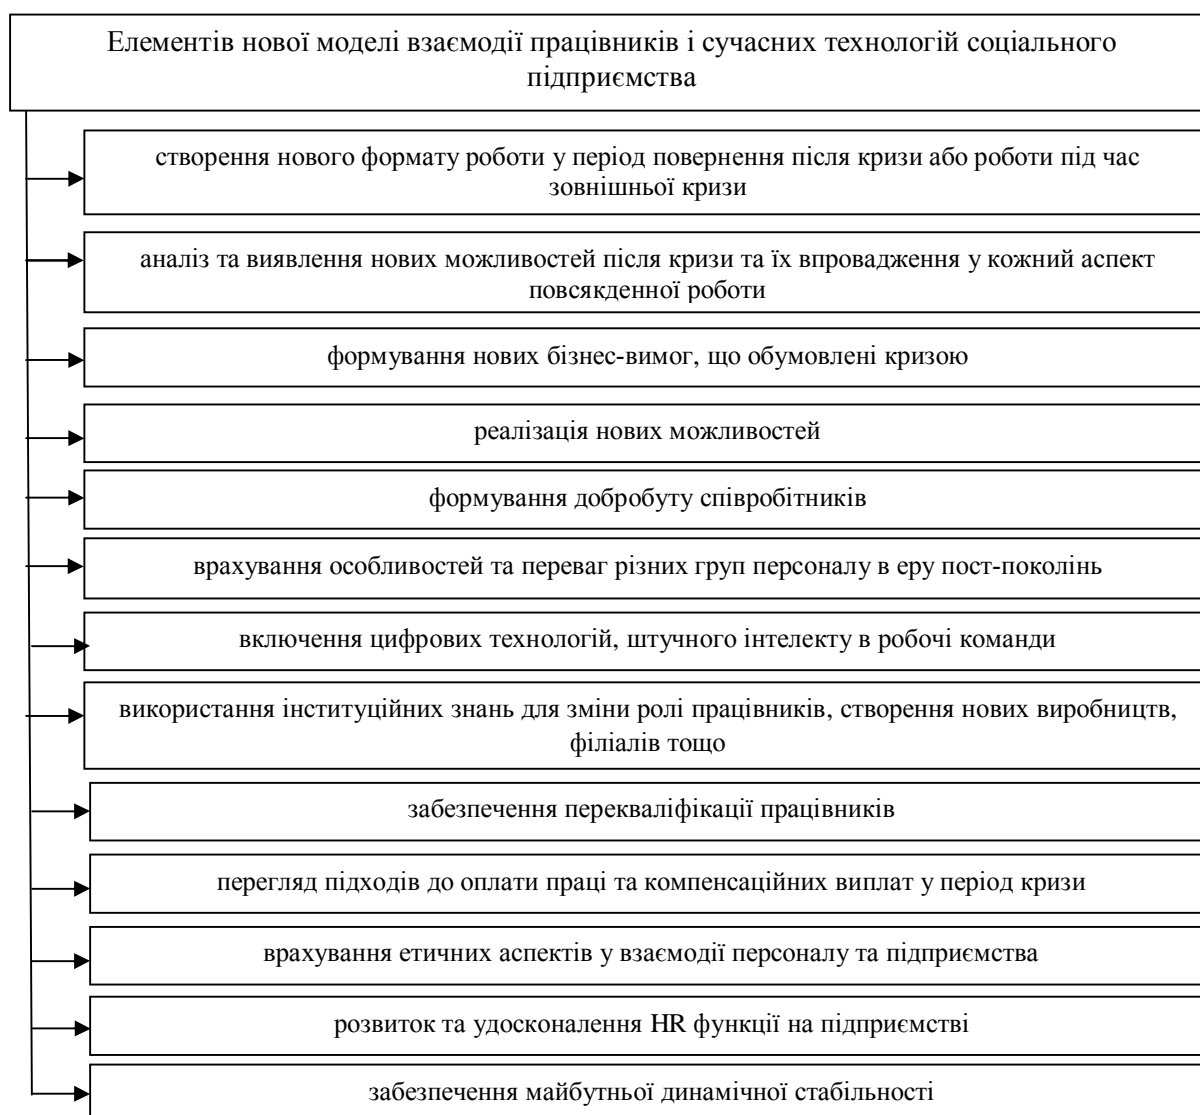 Елементів нової моделі взаємодії працівників і сучасних технологій соціального
підприємства
створення нового формату роботи у період повернення після кризи або роботи під час
зовнішньої кризи
аналіз та виявлення нових можливостей після кризи та їх впровадження у кожний аспект
повсякденної роботи
формування нових бізнес-вимог, що обумовлені кризою
реалізація нових можливостей
формування добробуту співробітників
врахування особливостей та переваг різних груп персоналу в еру пост-поколінь
включення цифрових технологій, штучного інтелекту в робочі команди
використання інституційних знань для зміни ролі працівників, створення нових виробництв,
філіалів тощо
забезпечення перекваліфікації працівників
перегляд підходів до оплати праці та компенсаційних виплат у період кризи
врахування етичних аспектів у взаємодії персоналу та підприємства
розвиток та удосконалення HR функції на підприємстві
забезпечення майбутньої динамічної стабільності